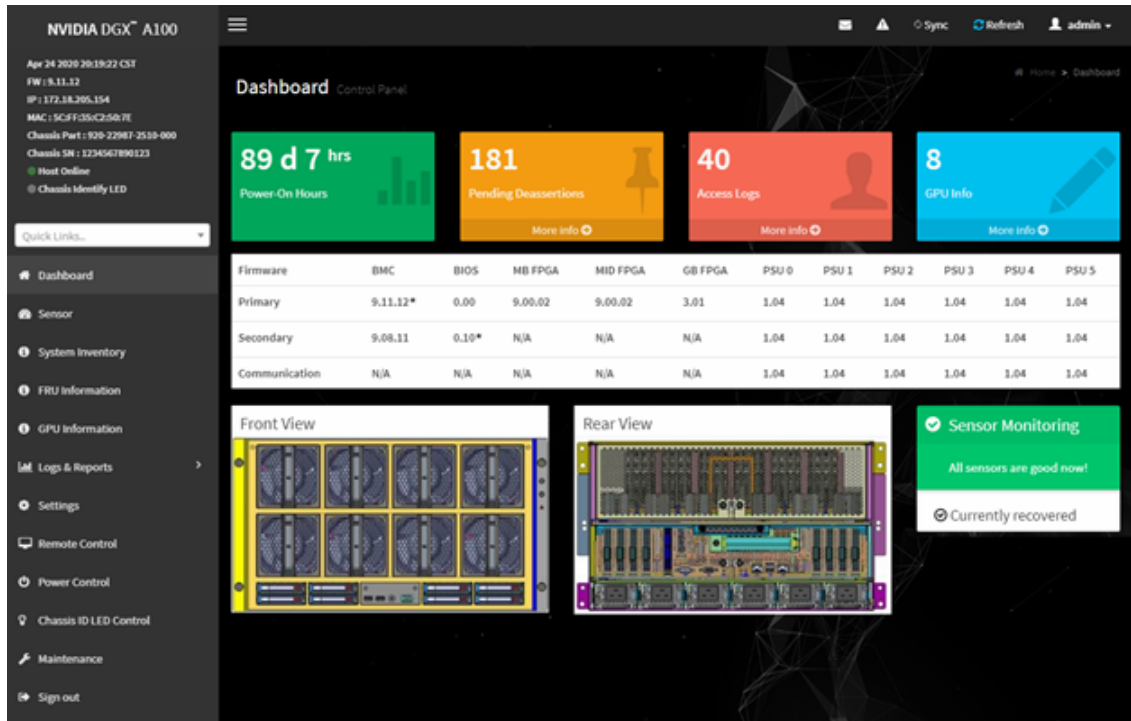 NVIDIA DGX™ A100
Sync
Refresh
admin
Apr 24 2020 20:19:22 CST
FW : 9.11.12
IP : 172.18.205.154
MAC : 5C:FF:35:C2:50:7E
Chassis Part : 920-22987-2510-000
Chassis SN : 1234567890123
Host Online
Chassis Identify LED
Quick Links...
Dashboard
Sensor
System Inventory
FRU Information
GPU Information
Logs & Reports
Settings
Remote Control
Power Control
Chassis ID LED Control
Maintenance
Sign out
Dashboard Control Panel
Home > Dashboard
89 d 7 hrs
Power-On Hours
181
Pending Deassertions
More info
40
Access Logs
More info
8
GPU Info
More info
Firmware BMC BIOS MB FPGA MID FPGA GB FPGA PSU 0 PSU 1 PSU 2 PSU 3 PSU 4 PSU 5
Primary 9.11.12* 0.00 9.00.02 9.00.02 3.01 1.04 1.04 1.04 1.04 1.04 1.04
Secondary 9.08.11 0.10* N/A N/A N/A 1.04 1.04 1.04 1.04 1.04 1.04
Communication N/A N/A N/A N/A N/A 1.04 1.04 1.04 1.04 1.04 1.04
Front View
Rear View
Sensor Monitoring
All sensors are good now!
Currently recovered